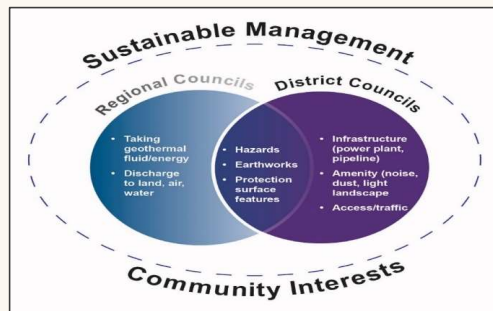 Sustainable Management
Regional Councils
District Councils
• Taking
geothermal
fluid/energy
• Discharge
to land, air,
water
• Hazards
• Earthworks
• Protection
surface
features
• Infrastructure
(power plant,
pipeline)
• Amenity (noise,
dust, light
landscape
• Access/traffic
Community Interests